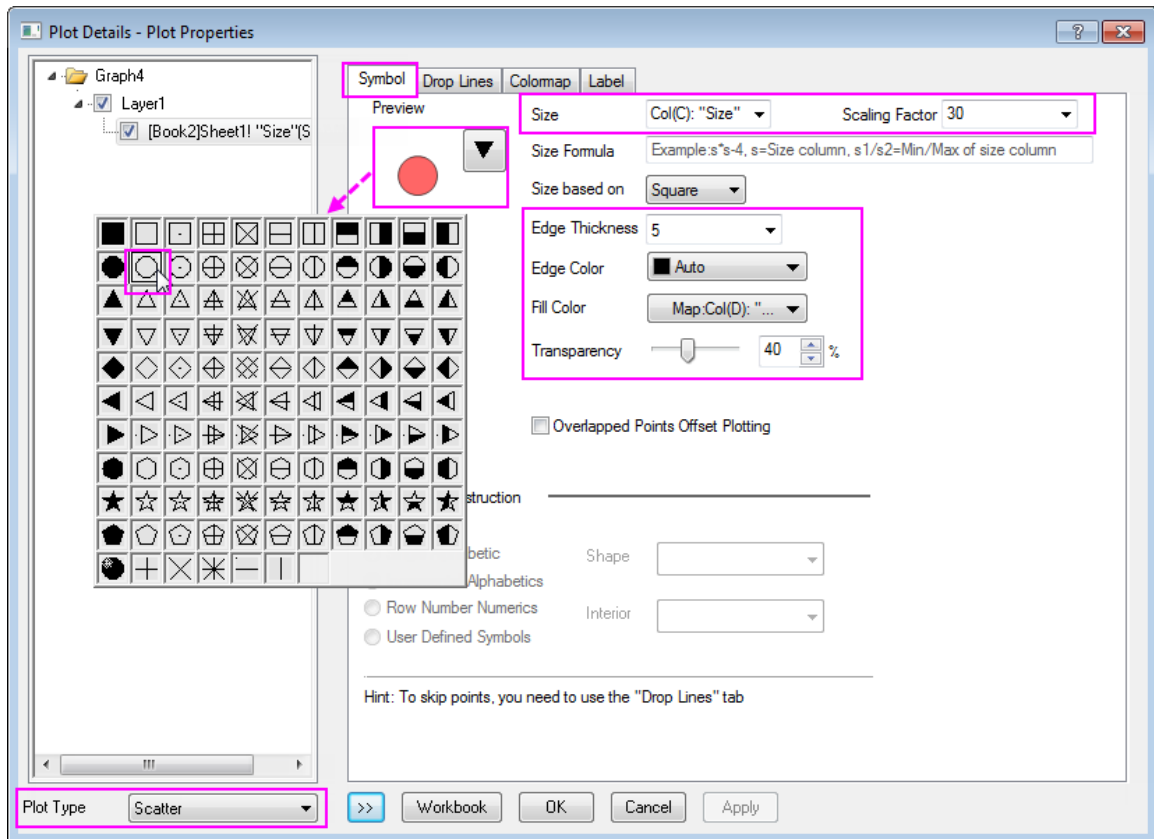 Plot Details - Plot Properties
Graph4
Layer1
[Book2]Sheet1! "Size"(S
Symbol Drop Lines Colormap Label
Preview
Size Col(C): "Size" Scaling Factor 30
Size Formula Example:s*s-4, s=Size column, s1/s2=Min/Max of size column
Size based on Square
Edge Thickness 5
Edge Color Auto
Fill Color Map:Col(D): "...
Transparency 40 %
Overlapped Points Offset Plotting
struction
betic Shape
Alphabetics
Row Number Numerics Interior
User Defined Symbols
Hint: To skip points, you need to use the "Drop Lines" tab
Plot Type Scatter >> Workbook OK Cancel Apply